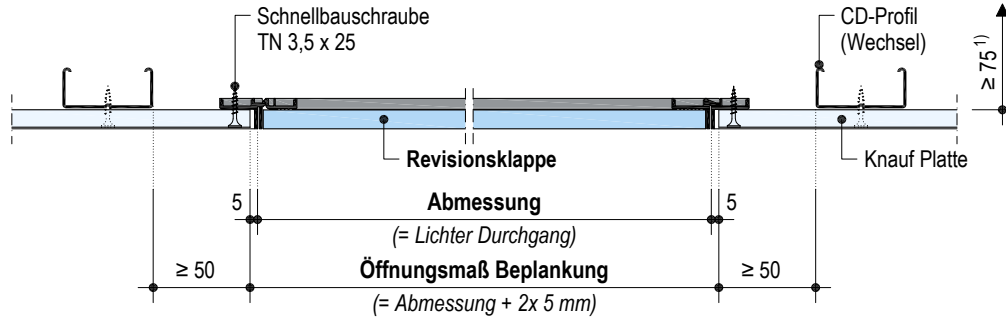 Schnellbauschraube
TN 3,5 x 25
CD-Profil
(Wechsel)
≥ 75 1)
Revisionsklappe
Knauf Platte
5
Abmessung
5
(= Lichter Durchgang)
≥ 50
Öffnungsmaß Beplankung
≥ 50
(= Abmessung + 2x 5 mm)